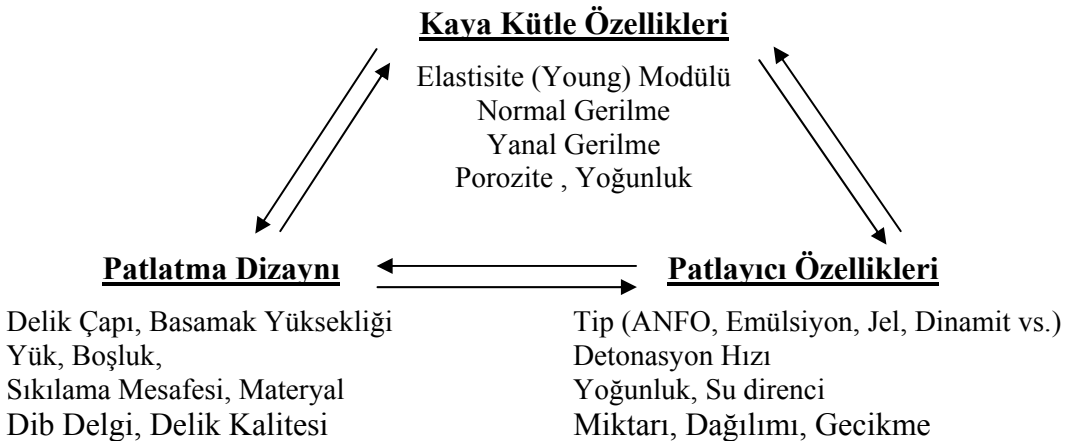 Kaya Kütle Özellikleri
Elastisite (Young) Modülü
Normal Gerilme
Yanal Gerilme
Porozite , Yoğunluk
Patlatma Dizaynı
Delik Çapı, Basamak Yüksekliği
Yük, Boşluk,
Sıkılama Mesafesi, Materyal
Dib Delgi, Delik Kalitesi
Patlayıcı Özellikleri
Tip (ANFO, Emülsiyon, Jel, Dinamit vs.)
Detonasyon Hızı
Yoğunluk, Su direnci
Miktarı, Dağılımı, Gecikme